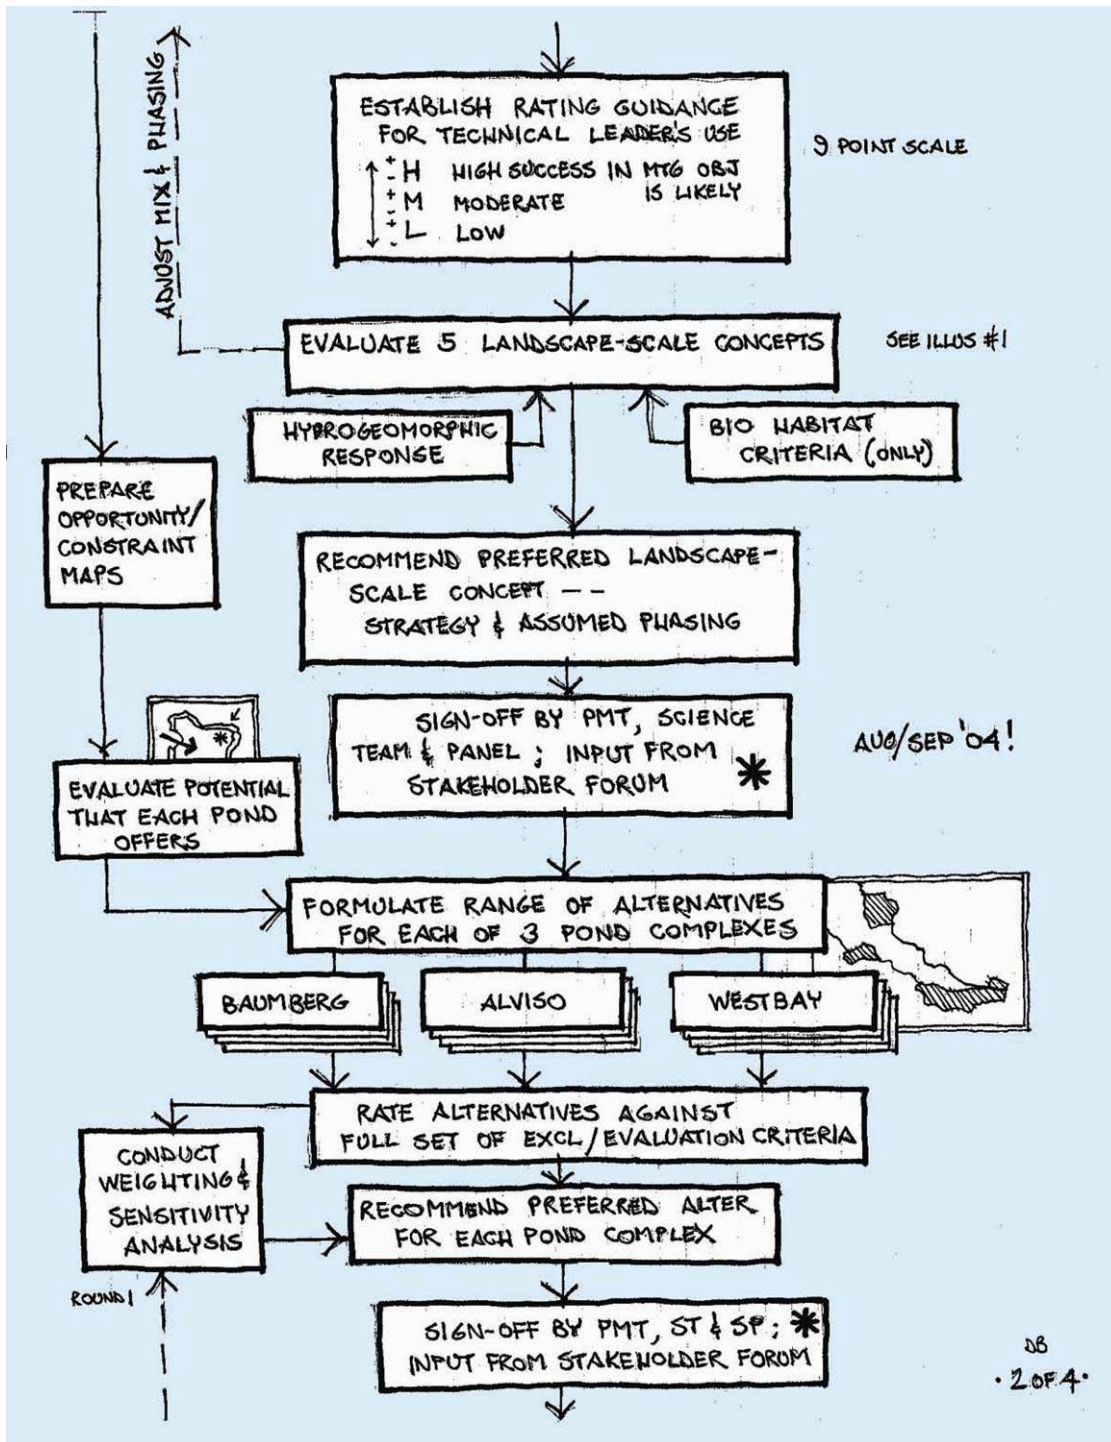 ADJUST MIX & PHASING
ESTABLISH RATING GUIDANCE
FOR TECHNICAL LEADER'S USE
+
- H HIGH SUCCESS IN MTG OBJ
IS LIKELY
+
- M MODERATE
+
- L LOW
9 POINT SCALE
EVALUATE 5 LANDSCAPE-SCALE CONCEPTS
SEE ILLUS #1
HYDROGEOMORPHIC
RESPONSE
BIO HABITAT
CRITERIA (ONLY)
PREPARE
OPPORTUNITY/
CONSTRAINT
MAPS
RECOMMEND PREFERRED LANDSCAPE-
SCALE CONCEPT --
STRATEGY & ASSUMED PHASING
SIGN-OFF BY PMT, SCIENCE
TEAM & PANEL ; INPUT FROM
STAKEHOLDER FORUM *
AUG/SEP '04!
*
EVALUATE POTENTIAL
THAT EACH POND
OFFERS
FORMULATE RANGE OF ALTERNATIVES
FOR EACH OF 3 POND COMPLEXES
BAUMBERG
ALVISO
WESTBAY
RATE ALTERNATIVES AGAINST
FULL SET OF EXCL/EVALUATION CRITERIA
CONDUCT
WEIGHTING &
SENSITIVITY
ANALYSIS
RECOMMEND PREFERRED ALTER
FOR EACH POND COMPLEX
ROUND 1
SIGN-OFF BY PMT, ST & SP; *
INPUT FROM STAKEHOLDER FORUM
DB
· 2 OF 4 ·